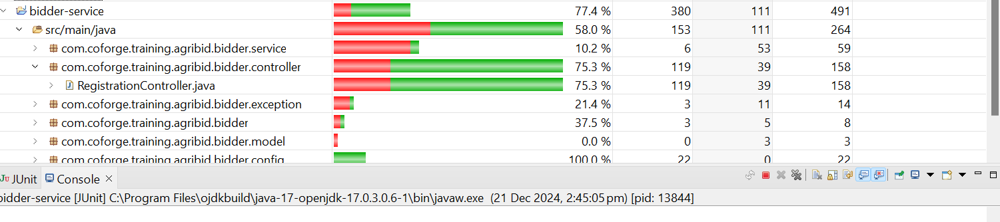 bidder-service 77.4 % 380 111 491
src/main/java 58.0 % 153 111 264
com.coforge.training.agribid.bidder.service 10.2 % 6 53 59
com.coforge.training.agribid.bidder.controller 75.3 % 119 39 158
RegistrationController.java 75.3 % 119 39 158
com.coforge.training.agribid.bidder.exception 21.4 % 3 11 14
com.coforge.training.agribid.bidder 37.5 % 3 5 8
com.coforge.training.agribid.bidder.model 0.0 % 0 3 3
com.coforge.training.agribid.bidder.config 100.0 % 22 0 22
JUnit Console
bidder-service [JUnit] C:\Program Files\ojdkbuild\java-17-openjdk-17.0.3.0.6-1\bin\javaw.exe (21 Dec 2024, 2:45:05 pm) [pid: 13844]